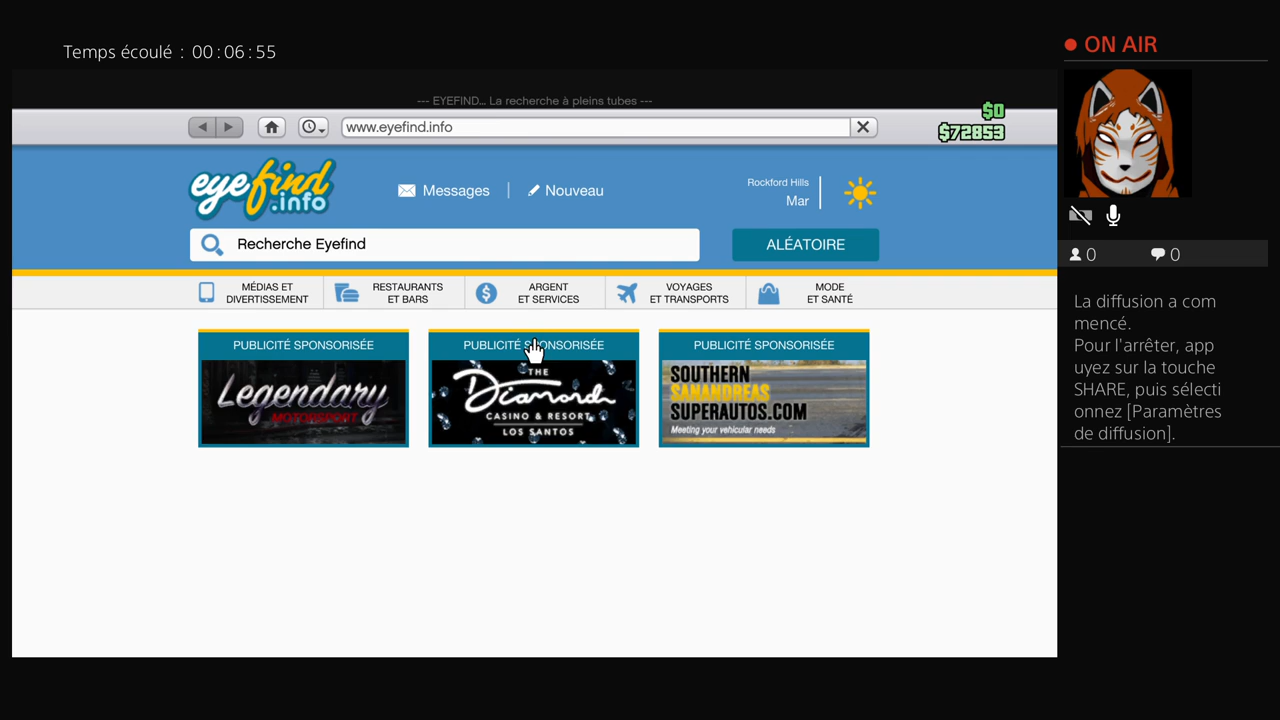 Temps écoulé : 00:06:55
ON AIR
--- EYEFIND... La recherche à pleins tubes ---
$0
www.eyefind.info
$72853
eyefind.info
Messages
Nouveau
Rockford Hills
Mar
Recherche Eyefind
ALÉATOIRE
0
0
MÉDIAS ET
DIVERTISSEMENT
RESTAURANTS
ET BARS
ARGENT
ET SERVICES
VOYAGES
ET TRANSPORTS
MODE
ET SANTÉ
La diffusion a com
mencé.
Pour l'arrêter, app
uyez sur la touche
SHARE, puis sélecti
onnez [Paramètres
de diffusion].
PUBLICITÉ SPONSORISÉE
Legendary
MOTORSPORT
PUBLICITÉ SPONSORISÉE
THE
Diamond
CASINO & RESORT
LOS SANTOS
PUBLICITÉ SPONSORISÉE
SOUTHERN
SANANDREAS
SUPERAUTOS.COM
Meeting your vehicular needs